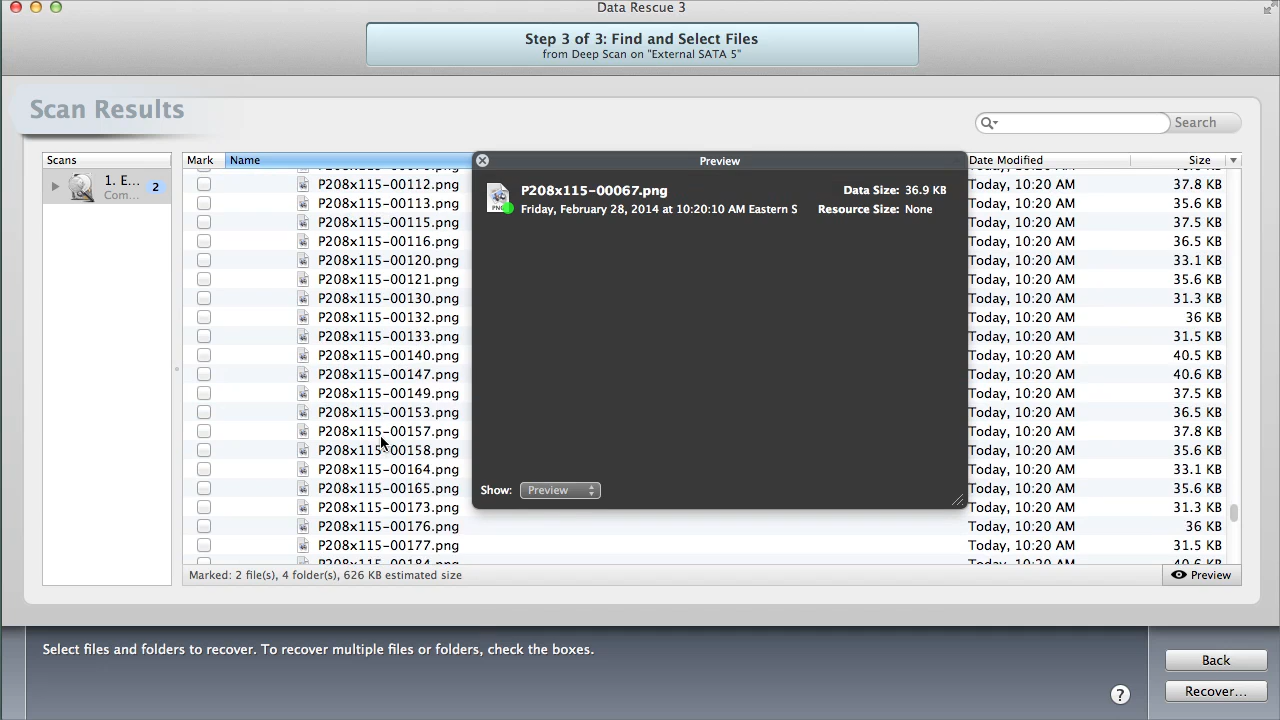 Data Rescue 3
Step 3 of 3: Find and Select Files
from Deep Scan on "External SATA 5"
Scan Results
Search
Scans
1. E...
2
Com...
Mark Name Date Modified Size
P208x115-00112.png Today, 10:20 AM 37.8 KB
P208x115-00113.png Today, 10:20 AM 35.6 KB
P208x115-00115.png Today, 10:20 AM 37.5 KB
P208x115-00116.png Today, 10:20 AM 36.5 KB
P208x115-00120.png Today, 10:20 AM 33.1 KB
P208x115-00121.png Today, 10:20 AM 35.6 KB
P208x115-00130.png Today, 10:20 AM 31.3 KB
P208x115-00132.png Today, 10:20 AM 36 KB
P208x115-00133.png Today, 10:20 AM 31.5 KB
P208x115-00140.png Today, 10:20 AM 40.5 KB
P208x115-00147.png Today, 10:20 AM 40.6 KB
P208x115-00149.png Today, 10:20 AM 37.5 KB
P208x115-00153.png Today, 10:20 AM 36.5 KB
P208x115-00157.png Today, 10:20 AM 37.8 KB
P208x115-00158.png Today, 10:20 AM 36.5 KB
P208x115-00164.png Today, 10:20 AM 33.1 KB
P208x115-00165.png Today, 10:20 AM 35.6 KB
P208x115-00173.png Today, 10:20 AM 31.3 KB
P208x115-00176.png Today, 10:20 AM 36 KB
P208x115-00177.png Today, 10:20 AM 31.5 KB
P208x115-00184.png Today, 10:20 AM 40.6 KB
Preview
P208x115-00067.png Data Size: 36.9 KB
Friday, February 28, 2014 at 10:20:10 AM Eastern S Resource Size: None
Show: Preview
Marked: 2 file(s), 4 folder(s), 626 KB estimated size
Preview
Select files and folders to recover. To recover multiple files or folders, check the boxes.
Back
?
Recover...